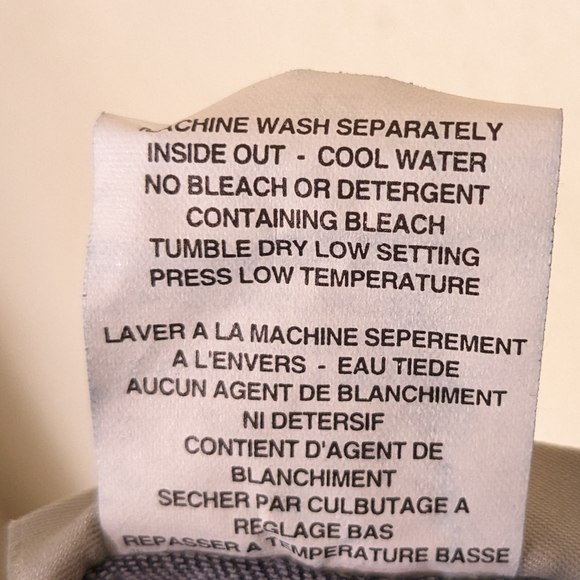 MACHINE WASH SEPARATELY
INSIDE OUT - COOL WATER
NO BLEACH OR DETERGENT
CONTAINING BLEACH
TUMBLE DRY LOW SETTING
PRESS LOW TEMPERATURE
LAVER A LA MACHINE SEPEREMENT
A L'ENVERS - EAU TIEDE
AUCUN AGENT DE BLANCHIMENT
NI DETERSIF
CONTIENT D'AGENT DE
BLANCHIMENT
SECHER PAR CULBUTAGE A
REGLAGE BAS
REPASSER A TEMPERATURE BASSE